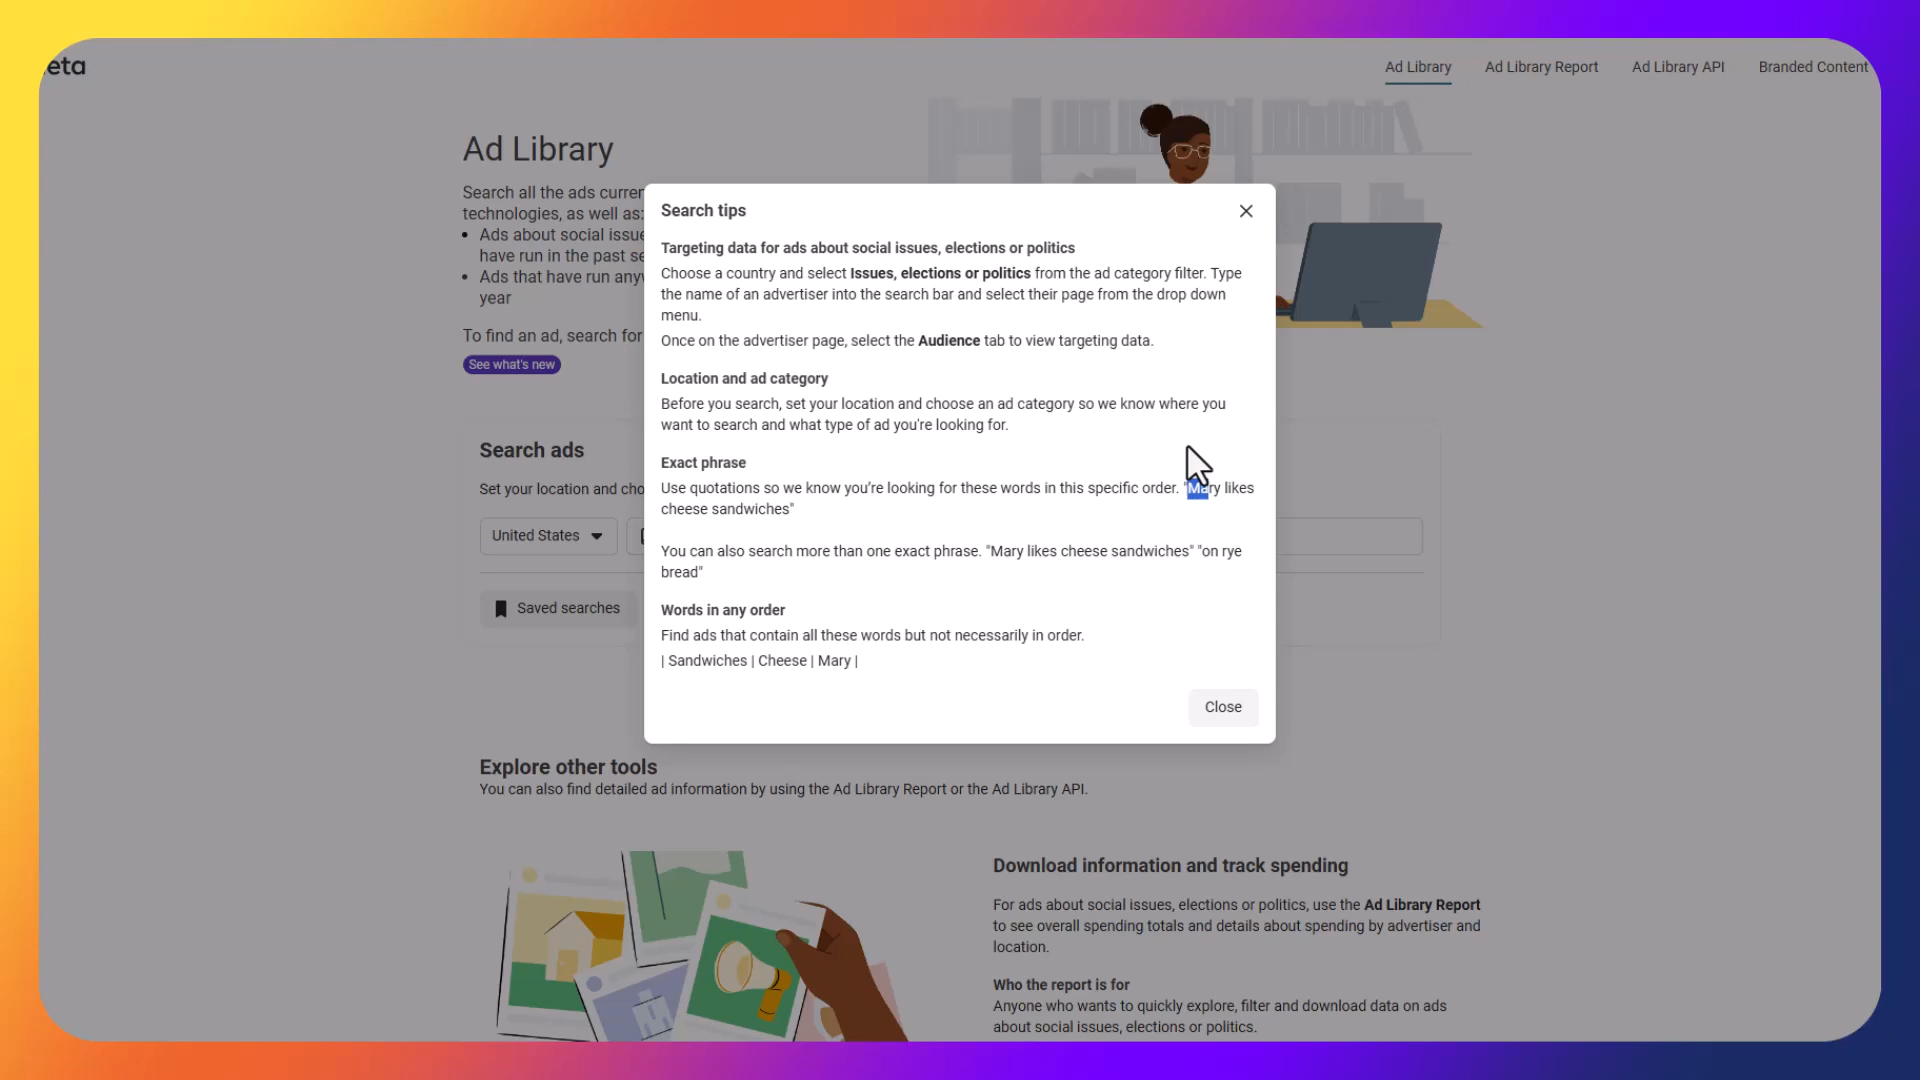 eta
Ad Library
Ad Library Report
Ad Library API
Branded Content
Ad Library
Search all the ads
technologies, as well as:
Ads about social
have run in the past
Ads that have run
year
To find an ad, search for
See what's new
Search ads
Set your location and
United States
Saved searches
Search tips
Targeting data for ads about social issues, elections or politics
Choose a country and select Issues, elections or politics from the ad category filter. Type
the name of an advertiser into the search bar and select their page from the drop down
menu.
Once on the advertiser page, select the Audience tab to view targeting data.
Location and ad category
Before you search, set your location and choose an ad category so we know where you
want to search and what type of ad you're looking for.
Exact phrase
Use quotations so we know you’re looking for these words in this specific order. "Mary likes
cheese sandwiches"
You can also search more than one exact phrase. "Mary likes cheese sandwiches" "on rye
bread"
Words in any order
Find ads that contain all these words but not necessarily in order.
| Sandwiches | Cheese | Mary |
Close
Explore other tools
You can also find detailed ad information by using the Ad Library Report or the Ad Library API.
Download information and track spending
For ads about social issues, elections or politics, use the Ad Library Report
to see overall spending totals and details about spending by advertiser and
location.
Who the report is for
Anyone who wants to quickly explore, filter and download data on ads
about social issues, elections or politics.